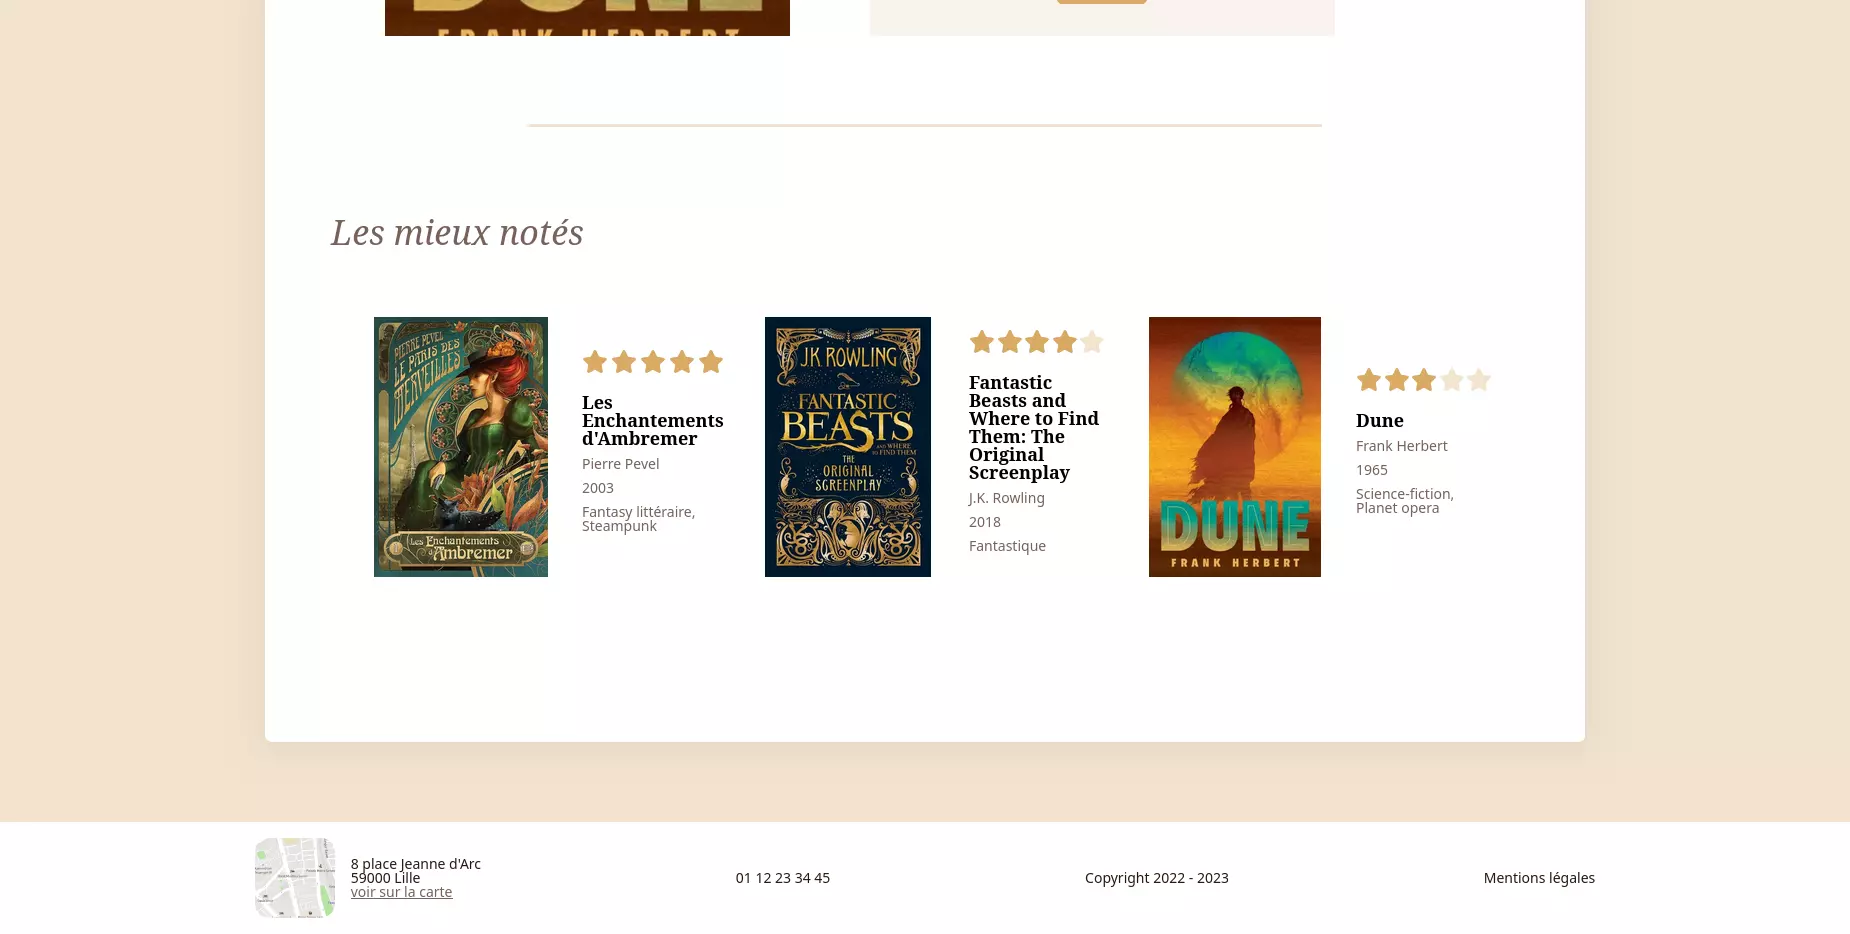 DUNE
FRANK HERBERT
Les mieux notés
PIERRE PEVEL
LE PARIS DES
MERVEILLES
Les Enchantements
d'Ambremer
Les
Enchantements
d'Ambremer
Pierre Pevel
2003
Fantasy littéraire,
Steampunk
J.K. ROWLING
FANTASTIC
BEASTS
AND WHERE
TO FIND THEM
THE
ORIGINAL
SCREENPLAY
Fantastic
Beasts and
Where to Find
Them: The
Original
Screenplay
J.K. Rowling
2018
Fantastique
DUNE
FRANK HERBERT
Dune
Frank Herbert
1965
Science-fiction,
Planet opera
8 place Jeanne d'Arc
59000 Lille
voir sur la carte
01 12 23 34 45
Copyright 2022 - 2023
Mentions légales